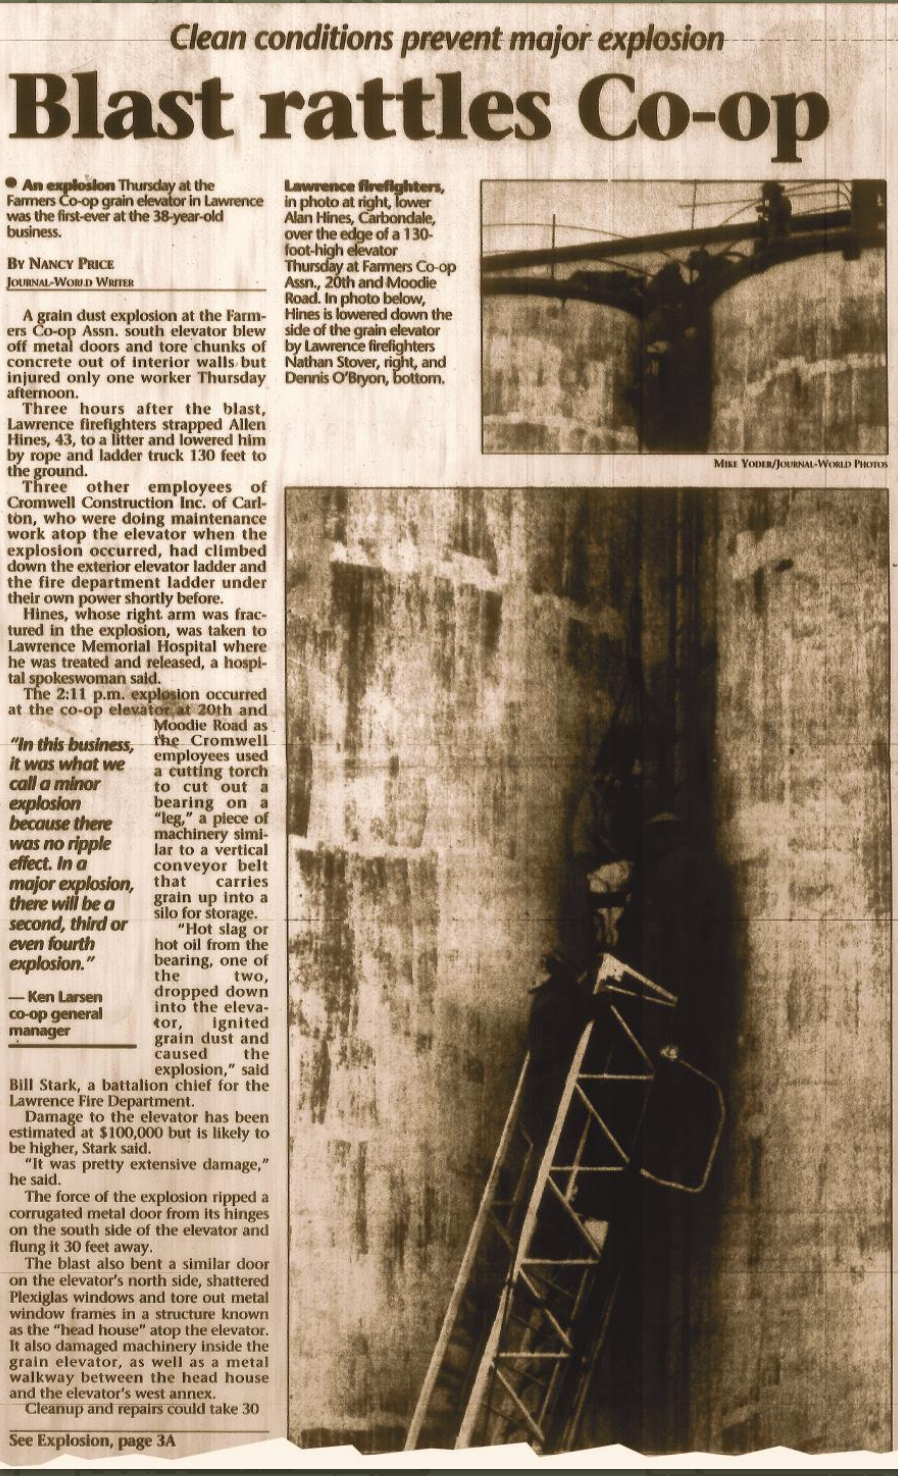 Clean conditions prevent major explosion
Blast rattles Co-op
• An explosion Thursday at the
Farmers Co-op grain elevator in Lawrence
was the first-ever at the 38-year-old
business.
BY NANCY PRICE
JOURNAL-WORLD WRITER
A grain dust explosion at the Farm-
ers Co-op Assn. south elevator blew
off metal doors and tore chunks of
concrete out of interior walls but
injured only one worker Thursday
afternoon.
Three hours after the blast,
Lawrence firefighters strapped Allen
Hines, 43, to a litter and lowered him
by rope and ladder truck 130 feet to
the ground.
Three other employees of
Cromwell Construction Inc. of Carl-
ton, who were doing maintenance
work atop the elevator when the
explosion occurred, had climbed
down the exterior elevator ladder and
the fire department ladder under
their own power shortly before.
Hines, whose right arm was frac-
tured in the explosion, was taken to
Lawrence Memorial Hospital where
he was treated and released, a hospi-
tal spokeswoman said.
The 2:11 p.m. explosion occurred
at the co-op elevator at 20th and
Moodie Road as
the Cromwell
employees used
a cutting torch
to cut out a
bearing on a
"leg," a piece of
machinery simi-
lar to a vertical
conveyor belt
that carries
grain up into a
silo for storage.
"Hot slag or
hot oil from the
bearing, one of
the two,
dropped down
into the eleva-
tor, ignited
grain dust and
caused the
explosion," said
Bill Stark, a battalion chief for the
Lawrence Fire Department.
Damage to the elevator has been
estimated at $100,000 but is likely to
be higher, Stark said.
"It was pretty extensive damage,"
he said.
The force of the explosion ripped a
corrugated metal door from its hinges
on the south side of the elevator and
flung it 30 feet away.
The blast also bent a similar door
on the elevator's north side, shattered
Plexiglas windows and tore out metal
window frames in a structure known
as the "head house" atop the elevator.
It also damaged machinery inside the
grain elevator, as well as a metal
walkway between the head house
and the elevator's west annex.
Cleanup and repairs could take 30
See Explosion, page 3A
"In this business,
it was what we
call a minor
explosion
because there
was no ripple
effect. In a
major explosion,
there will be a
second, third or
even fourth
explosion."
— Ken Larsen
co-op general
manager
Lawrence firefighters,
in photo at right, lower
Alan Hines, Carbondale,
over the edge of a 130-
foot-high elevator
Thursday at Farmers Co-op
Assn., 20th and Moodie
Road. In photo below,
Hines is lowered down the
side of the grain elevator
by Lawrence firefighters
Nathan Stover, right, and
Dennis O'Bryon, bottom.
MIKE YODER/JOURNAL-WORLD PHOTOS